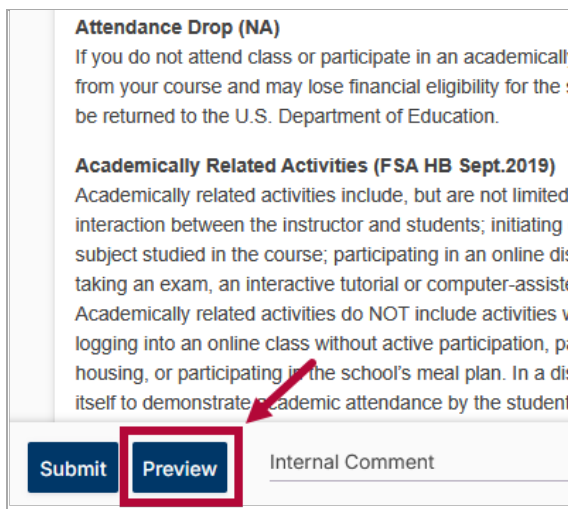 Attendance Drop (NA)
If you do not attend class or participate in an academically
from your course and may lose financial eligibility for the
be returned to the U.S. Department of Education.
Academically Related Activities (FSA HB Sept.2019)
Academically related activities include, but are not limited
interaction between the instructor and students; initiating
subject studied in the course; participating in an online
taking an exam, an interactive tutorial or
Academically related activities do NOT include activities
logging into an online class without active participation,
housing, or participating in the school's meal plan. In a
itself to demonstrate academic attendance by the student
Submit
Preview
Internal Comment